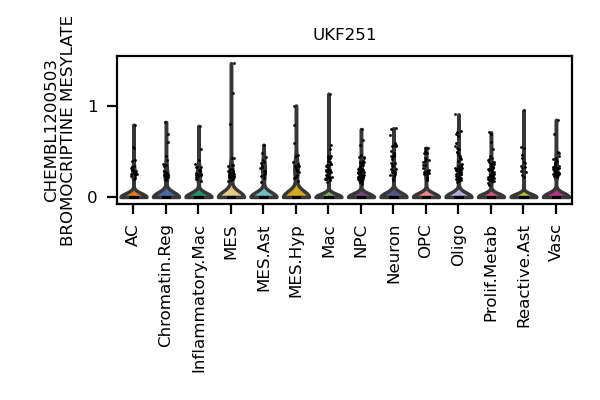 UKF251
CHEMBL1200503
BROMOCRIPTINE MESYLATE
1
0
AC
Chromatin.Reg
Inflammatory.Mac
MES
MES.Ast
MES.Hyp
Mac
NPC
Neuron
OPC
Oligo
Prolif.Metab
Reactive.Ast
Vasc